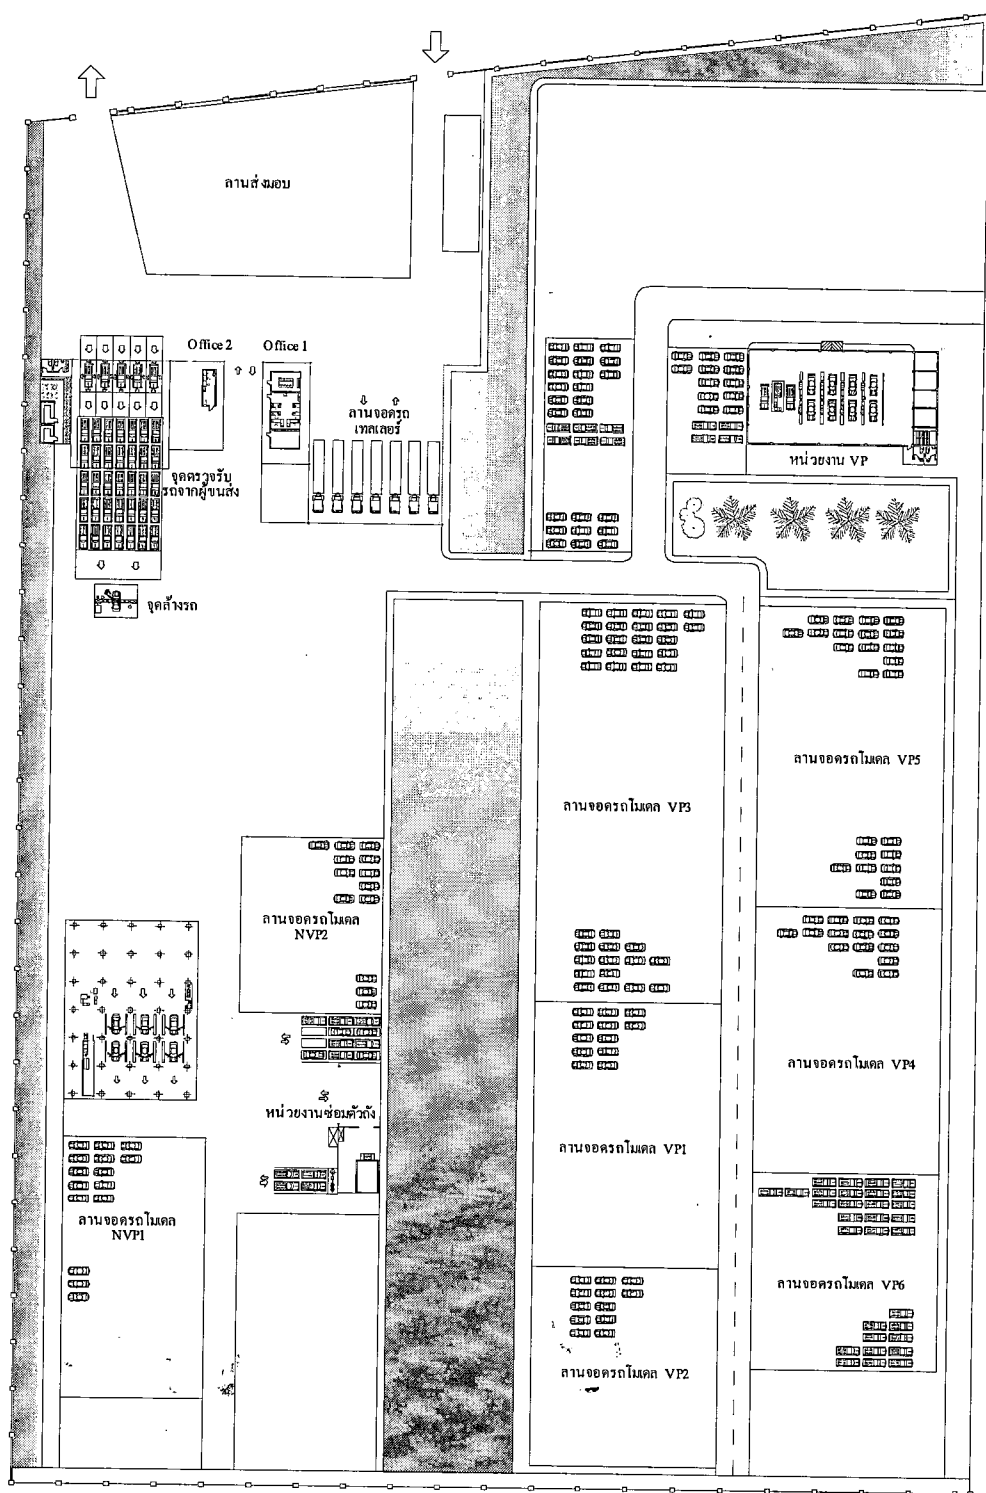 ลานส่งมอบ
Office 2
Office 1
ลานจอดรถ
เทลเลอร์
หน่วยงาน VP
จุดตรวจรับ
รถจากผู้ขนส่ง
จุดล้างรถ
ลานจอดรถโมเดล VP5
ลานจอดรถโมเดล VP3
ลานจอดรถโมเดล
NVP2
ลานจอดรถโมเดล VP4
หน่วยงานซ่อมตัวถัง
ลานจอดรถโมเดล VP1
ลานจอดรถโมเดล
NVP1
ลานจอดรถโมเดล VP6
ลานจอดรถโมเดล VP2